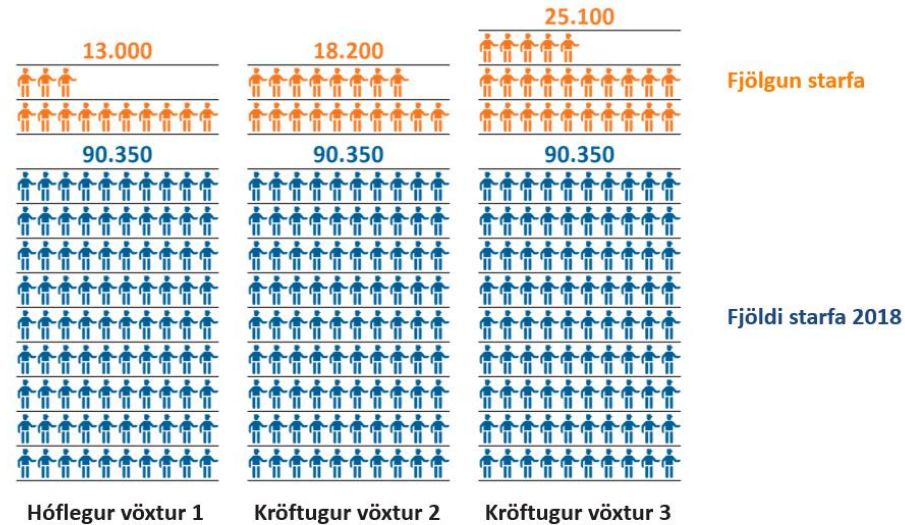 25.100
13.000
18.200
Fjölgun starfa
90.350
90.350
90.350
Fjöldi starfa 2018
Hóflegur vöxtur 1
Kröftugur vöxtur 2
Kröftugur vöxtur 3